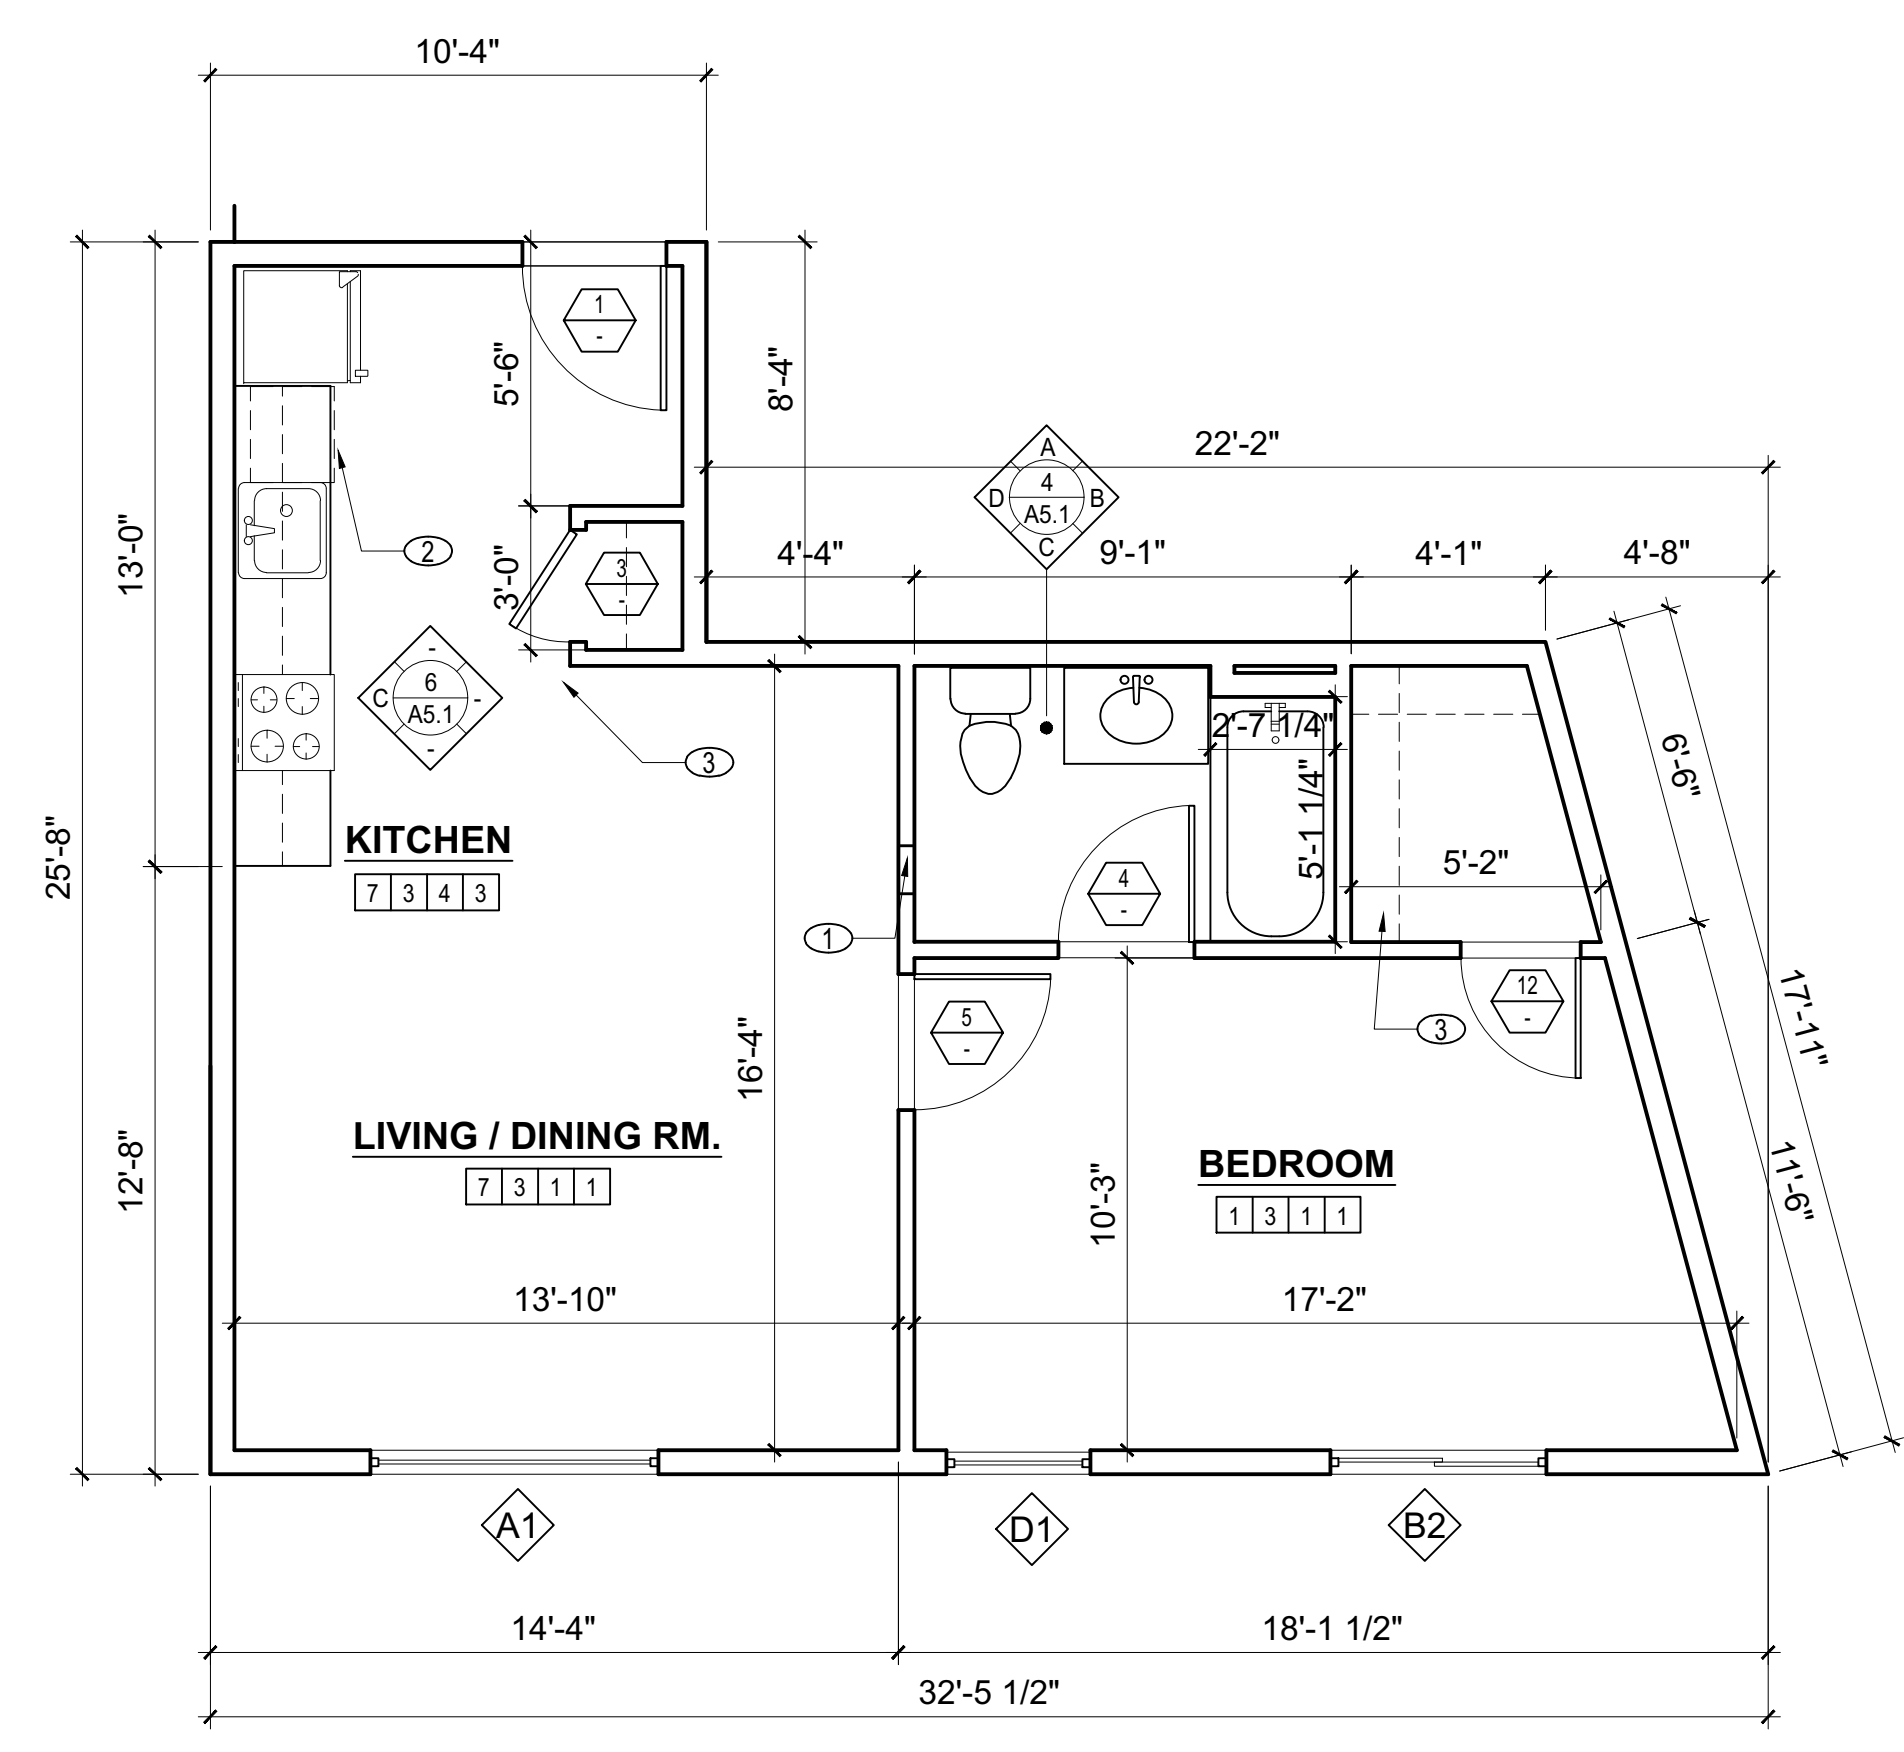 10'-4"
1
-
5'-6"
8'-4"
22'-2"
A
4
D
B
A5.1
C
13'-0"
2
3'-0"
3
-
4'-4"
9'-1"
4'-1"
4'-8"
-
6
C
-
A5.1
-
3
2'-7 1/4"
6'-6"
5'-1 1/4"
KITCHEN
7 3 4 3
25'-8"
5'-2"
4
-
1
17'-11"
12
-
5
-
3
16'-4"
LIVING / DINING RM.
7 3 1 1
12'-8"
BEDROOM
1 3 1 1
10'-3"
11'-6"
13'-10"
17'-2"
A1
D1
B2
14'-4"
18'-1 1/2"
32'-5 1/2"